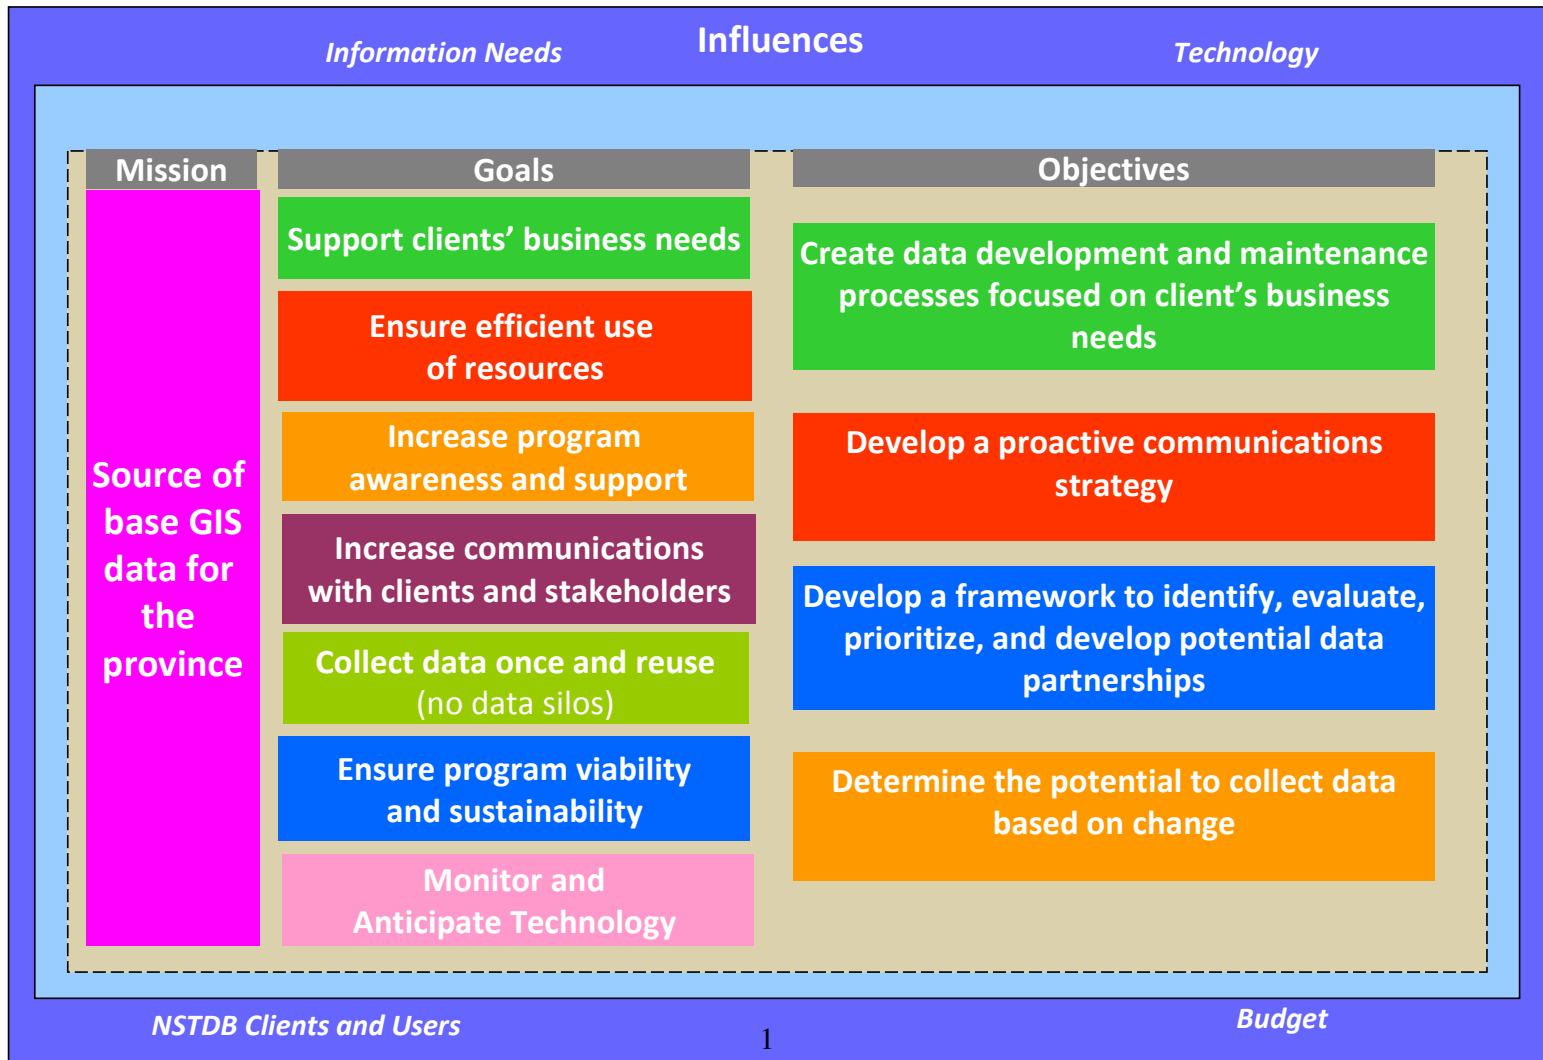 Influences
Information Needs
Technology
Mission
Goals
Objectives
Source of
base GIS
data for
the
province
Support clients’ business needs
Ensure efficient use
of resources
Increase program
awareness and support
Increase communications
with clients and stakeholders
Collect data once and reuse
(no data silos)
Ensure program viability
and sustainability
Monitor and
Anticipate Technology
Create data development and maintenance
processes focused on client’s business
needs
Develop a proactive communications
strategy
Develop a framework to identify, evaluate,
prioritize, and develop potential data
partnerships
Determine the potential to collect data
based on change
NSTDB Clients and Users
Budget
1